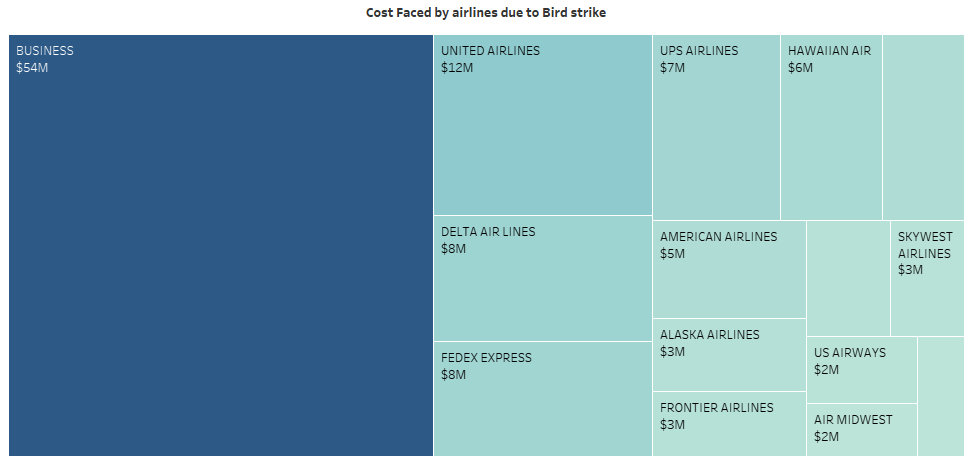 Cost Faced by airlines due to Bird strike
BUSINESS
$54M
UNITED AIRLINES
$12M
DELTA AIR LINES
$8M
FEDEX EXPRESS
$8M
UPS AIRLINES
$7M
HAWAIIAN AIR
$6M
AMERICAN AIRLINES
$5M
ALASKA AIRLINES
$3M
FRONTIER AIRLINES
$3M
SKYWEST
AIRLINES
$3M
US AIRWAYS
$2M
AIR MIDWEST
$2M